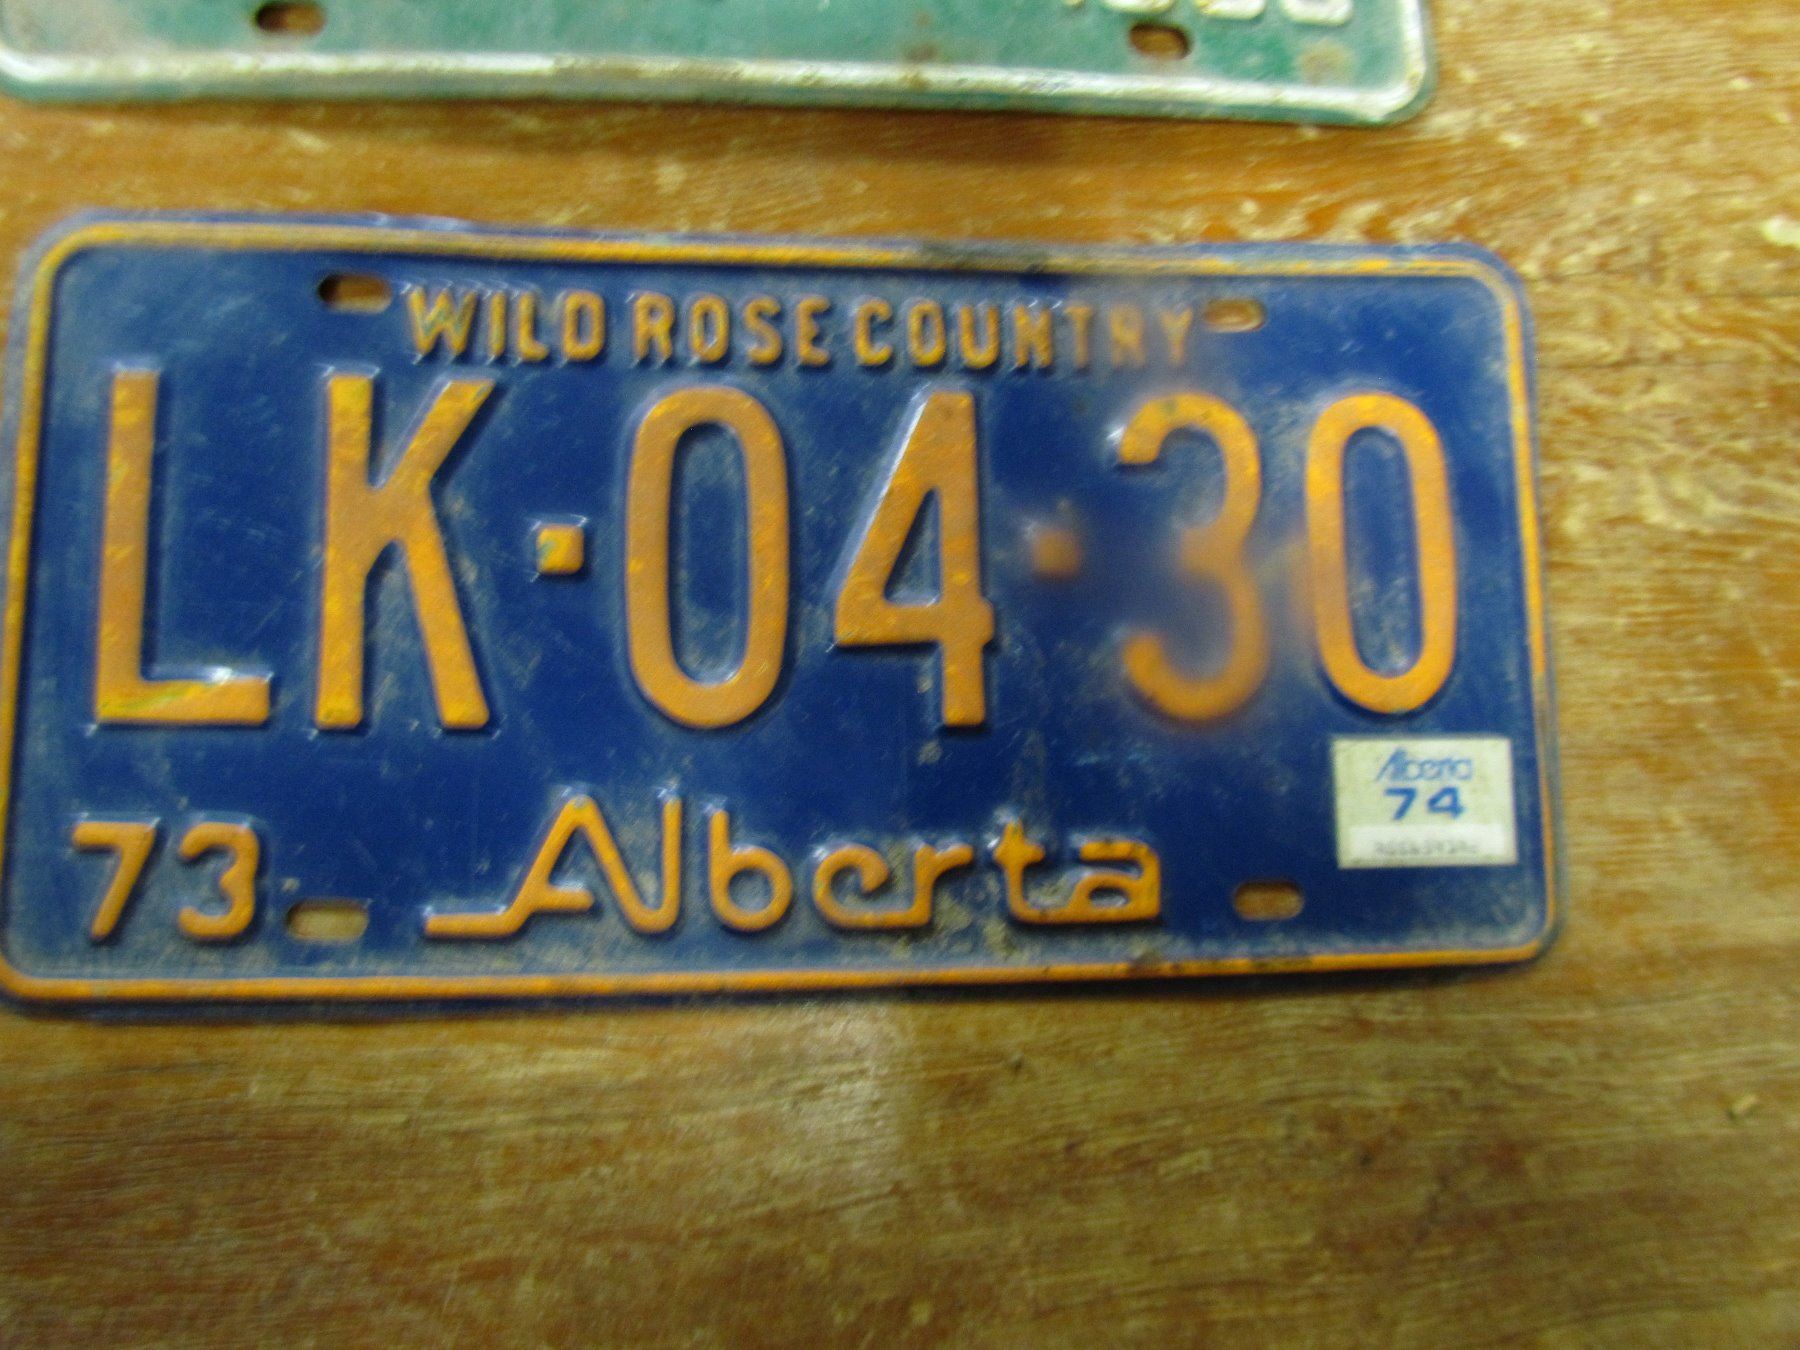 WILD ROSE COUNTRY
LK·04·30
Alberta
74
73 Alberta